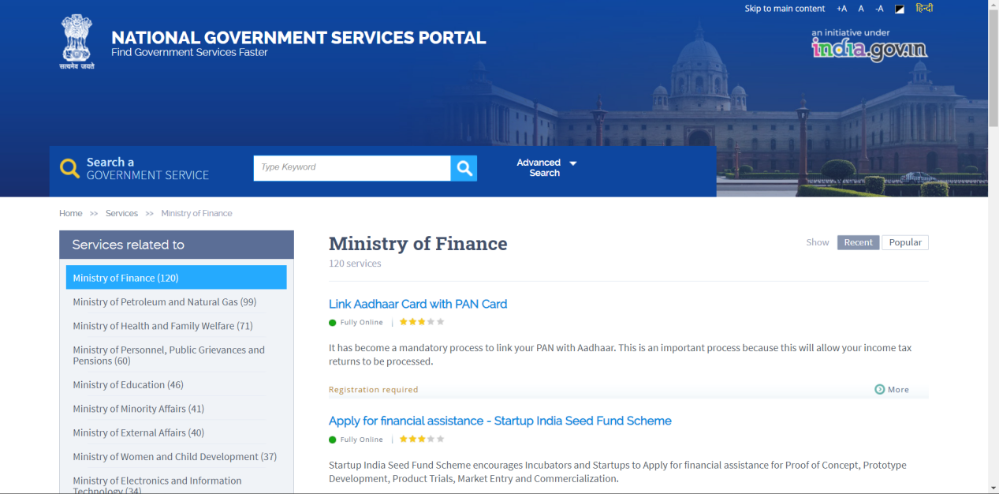 Skip to main content +A A -A हिन्दी
सत्यमेव जयते
NATIONAL GOVERNMENT SERVICES PORTAL
Find Government Services Faster
an initiative under
india.gov.in
Search a
GOVERNMENT SERVICE
Type Keyword
Advanced
Search
Home >> Services >> Ministry of Finance
Services related to
Ministry of Finance (120)
Ministry of Petroleum and Natural Gas (99)
Ministry of Health and Family Welfare (71)
Ministry of Personnel, Public Grievances and
Pensions (60)
Ministry of Education (46)
Ministry of Minority Affairs (41)
Ministry of External Affairs (40)
Ministry of Women and Child Development (37)
Ministry of Electronics and Information
Technology (34)
Ministry of Finance
120 services
Show Recent Popular
Link Aadhaar Card with PAN Card
Fully Online |
It has become a mandatory process to link your PAN with Aadhaar. This is an important process because this will allow your income tax
returns to be processed.
Registration required More
Apply for financial assistance - Startup India Seed Fund Scheme
Fully Online |
Startup India Seed Fund Scheme encourages Incubators and Startups to Apply for financial assistance for Proof of Concept, Prototype
Development, Product Trials, Market Entry and Commercialization.